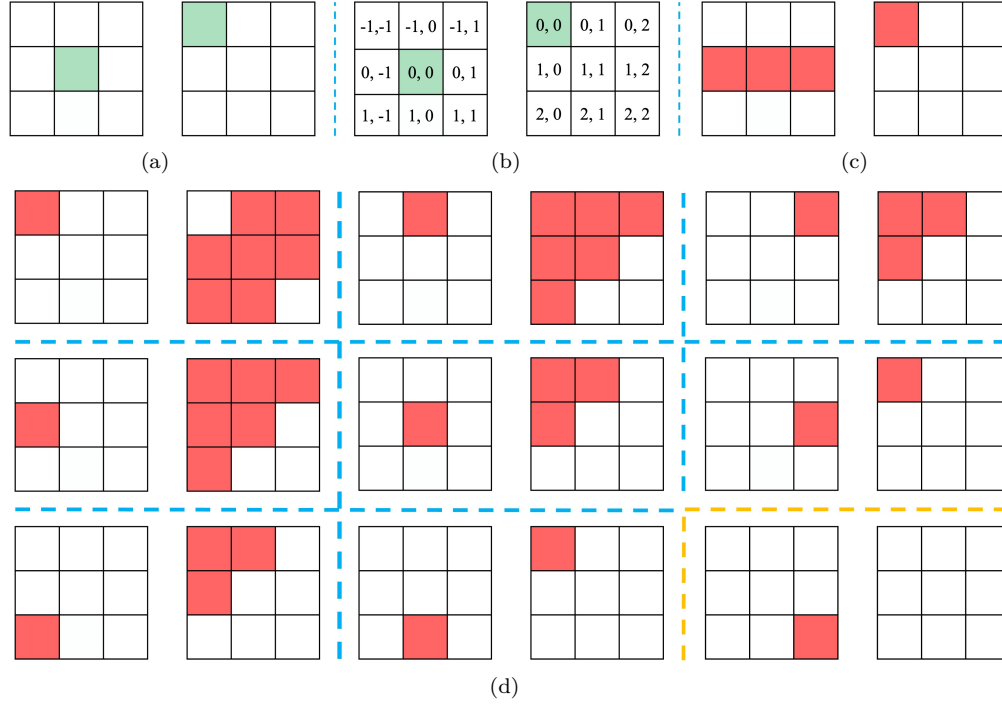 -1,-1 -1, 0 -1, 1 0, 0 0, 1 0, 2
0, -1 0, 0 0, 1 1, 0 1, 1 1, 2
1, -1 1, 0 1, 1 2, 0 2, 1 2, 2
(a) (b) (c)
(d)